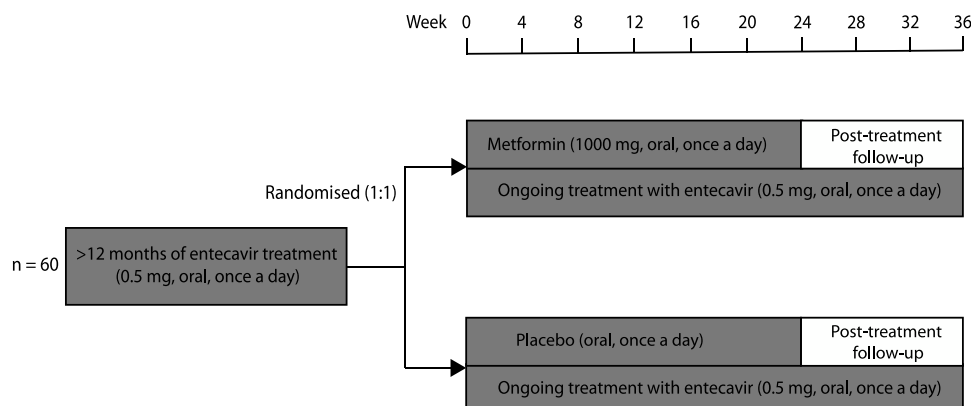 Week 0 4 8 12 16 20 24 28 32 36
Metformin (1000 mg, oral, once a day)
Post-treatment
follow-up
Ongoing treatment with entecavir (0.5 mg, oral, once a day)
Randomised (1:1)
n = 60
>12 months of entecavir treatment
(0.5 mg, oral, once a day)
Placebo (oral, once a day)
Post-treatment
follow-up
Ongoing treatment with entecavir (0.5 mg, oral, once a day)